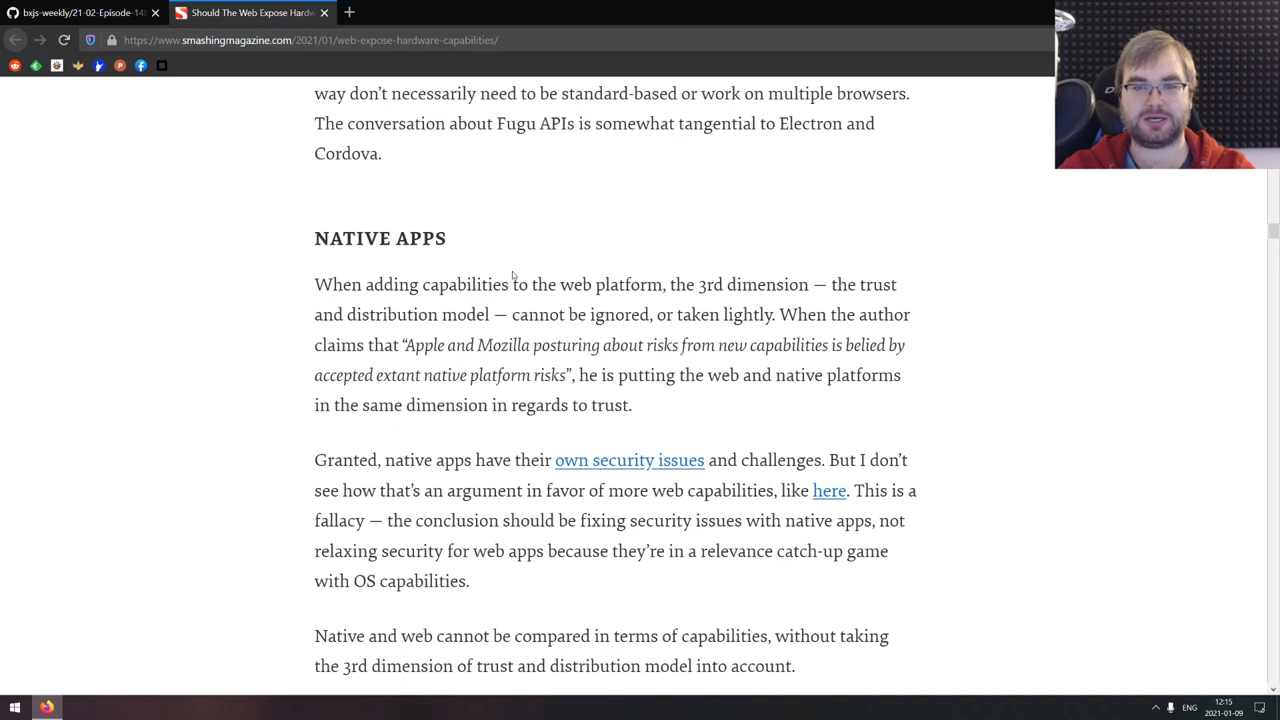 bxjs-weekly/21-02-Episode-148
Should The Web Expose Hardw
https://www.smashingmagazine.com/2021/01/web-expose-hardware-capabilities/
way don’t necessarily need to be standard-based or work on multiple browsers.
The conversation about Fugu APIs is somewhat tangential to Electron and
Cordova.
NATIVE APPS
When adding capabilities to the web platform, the 3rd dimension — the trust
and distribution model — cannot be ignored, or taken lightly. When the author
claims that “Apple and Mozilla posturing about risks from new capabilities is belied by
accepted extant native platform risks”, he is putting the web and native platforms
in the same dimension in regards to trust.
Granted, native apps have their own security issues and challenges. But I don’t
see how that’s an argument in favor of more web capabilities, like here. This is a
fallacy — the conclusion should be fixing security issues with native apps, not
relaxing security for web apps because they’re in a relevance catch-up game
with OS capabilities.
Native and web cannot be compared in terms of capabilities, without taking
the 3rd dimension of trust and distribution model into account.
ENG
12:15
2021-01-09